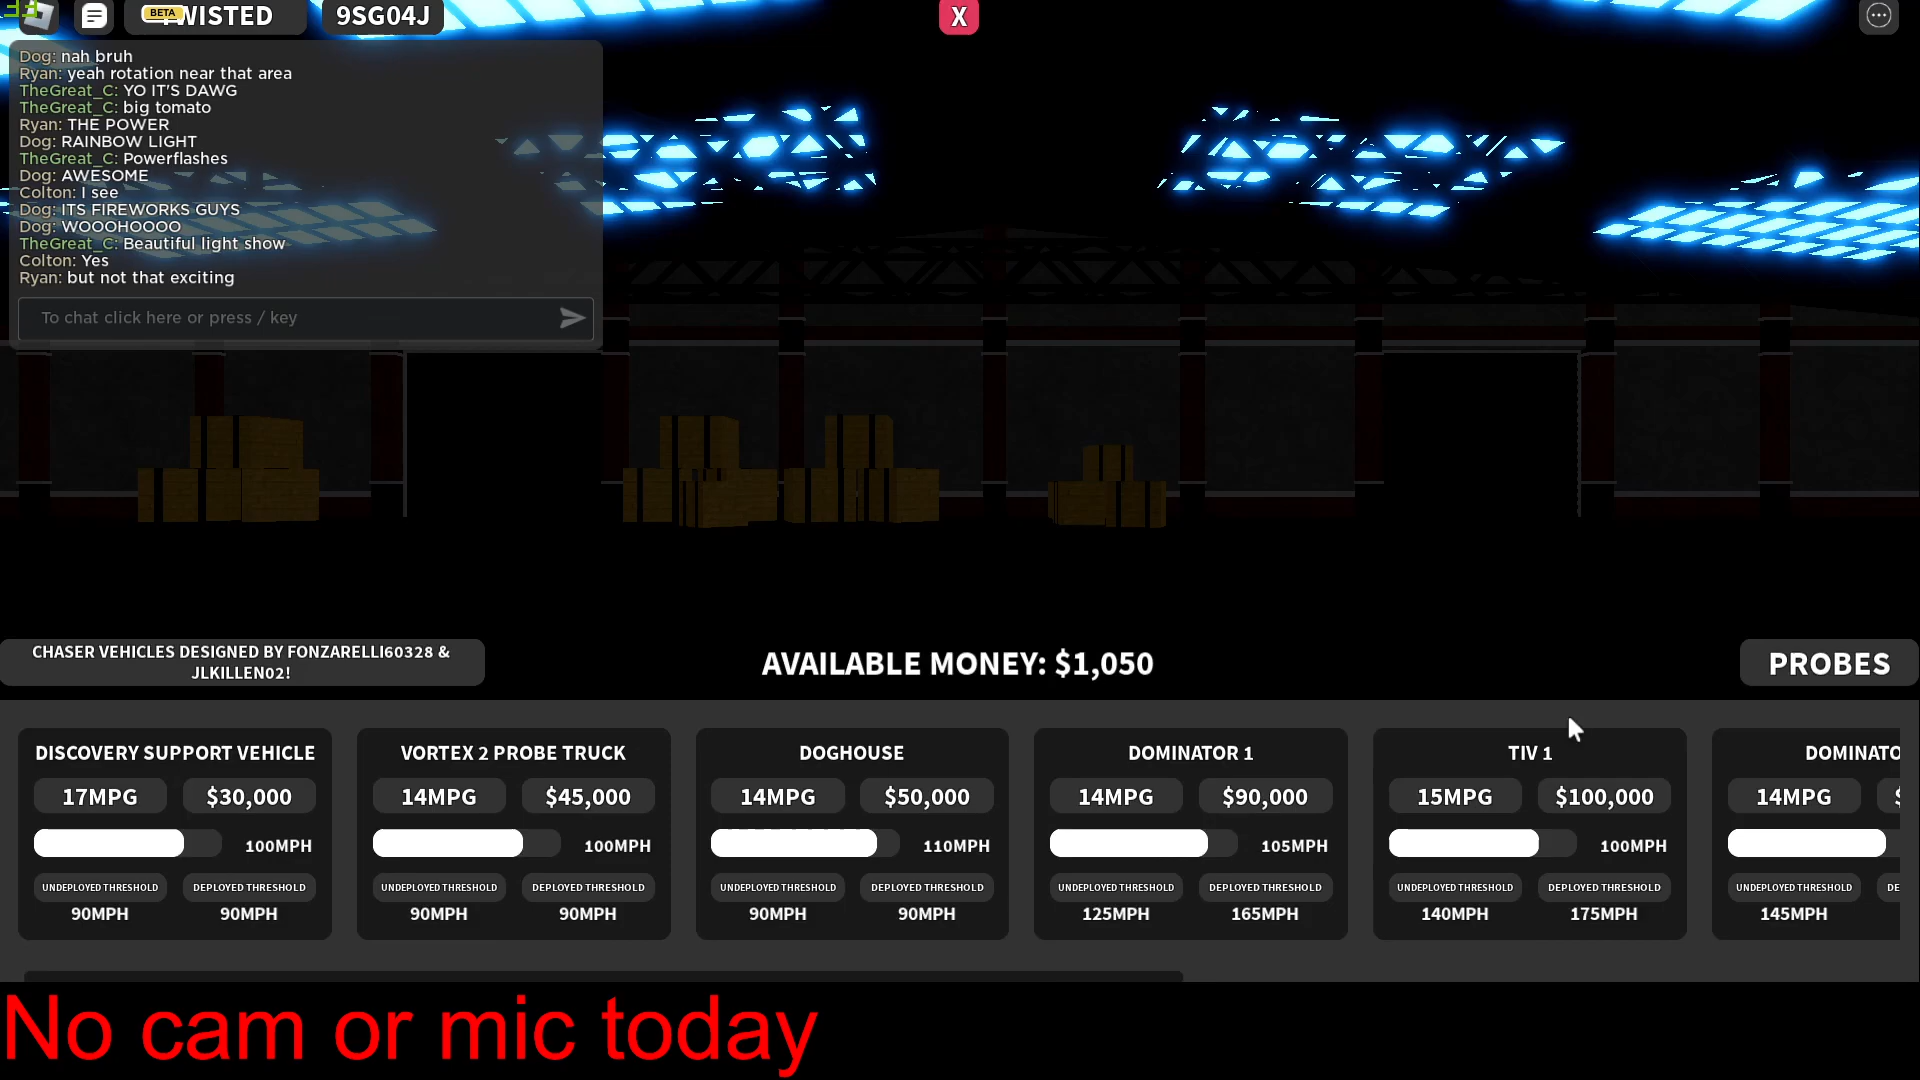 33
BETA
TWISTED
9SG04J
X
Dog: nah bruh
Ryan: yeah rotation near that area
TheGreat_C: YO IT'S DAWG
TheGreat_C: big tomato
Ryan: THE POWER
Dog: RAINBOW LIGHT
TheGreat_C: Powerflashes
Dog: AWESOME
Colton: I see
Dog: ITS FIREWORKS GUYS
Dog: WOOOHOOOO
TheGreat_C: Beautiful light show
Colton: Yes
Ryan: but not that exciting
To chat click here or press / key
CHASER VEHICLES DESIGNED BY FONZARELLI60328 &
JLKILLEN02!
AVAILABLE MONEY: $1,050
PROBES
DISCOVERY SUPPORT VEHICLE
17MPG $30,000
100MPH
UNDEPLOYED THRESHOLD DEPLOYED THRESHOLD
90MPH 90MPH
VORTEX 2 PROBE TRUCK
14MPG $45,000
100MPH
UNDEPLOYED THRESHOLD DEPLOYED THRESHOLD
90MPH 90MPH
DOGHOUSE
14MPG $50,000
110MPH
UNDEPLOYED THRESHOLD DEPLOYED THRESHOLD
90MPH 90MPH
DOMINATOR 1
14MPG $90,000
105MPH
UNDEPLOYED THRESHOLD DEPLOYED THRESHOLD
125MPH 165MPH
TIV 1
15MPG $100,000
100MPH
UNDEPLOYED THRESHOLD DEPLOYED THRESHOLD
140MPH 175MPH
DOMINATO
14MPG $
UNDEPLOYED THRESHOLD DE
145MPH
No cam or mic today